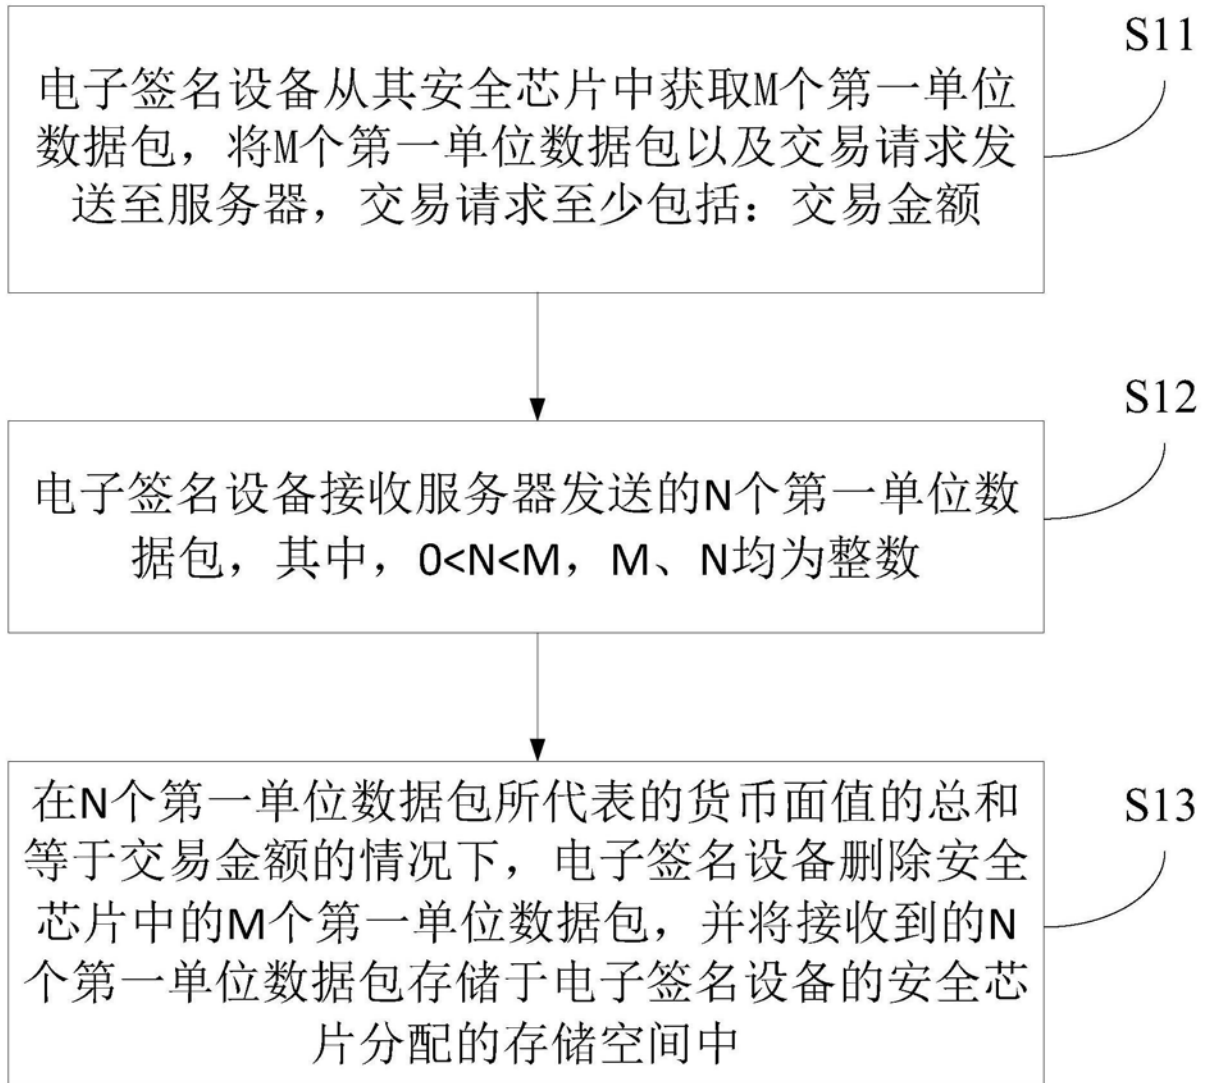 S11
电子签名设备从其安全芯片中获取M个第一单位
数据包，将M个第一单位数据包以及交易请求发
送至服务器，交易请求至少包括：交易金额
S12
电子签名设备接收服务器发送的N个第一单位数
据包，其中，0<N<M，M、N均为整数
S13
在N个第一单位数据包所代表的货币面值的总和
等于交易金额的情况下，电子签名设备删除安全
芯片中的M个第一单位数据包，并将接收到的N
个第一单位数据包存储于电子签名设备的安全芯
片分配的存储空间中